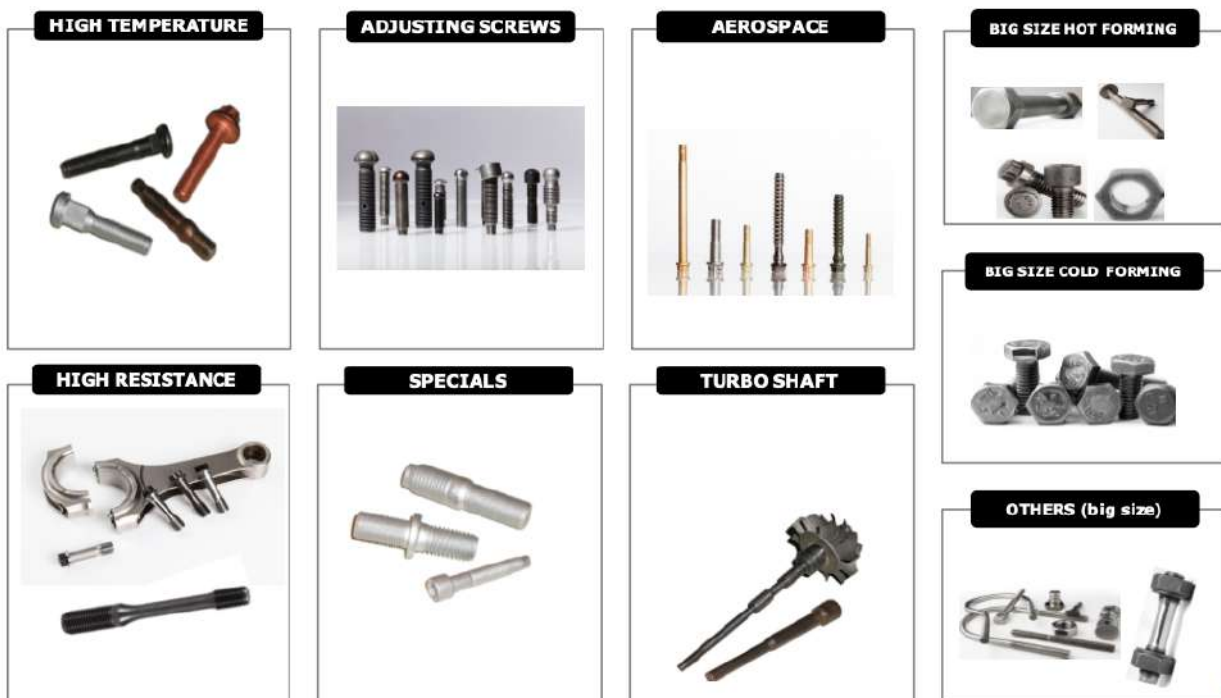 HIGH TEMPERATURE
ADJUSTING SCREWS
AEROSPACE
BIG SIZE HOT FORMING
BIG SIZE COLD FORMING
HIGH RESISTANCE
SPECIALS
TURBO SHAFT
OTHERS (big size)